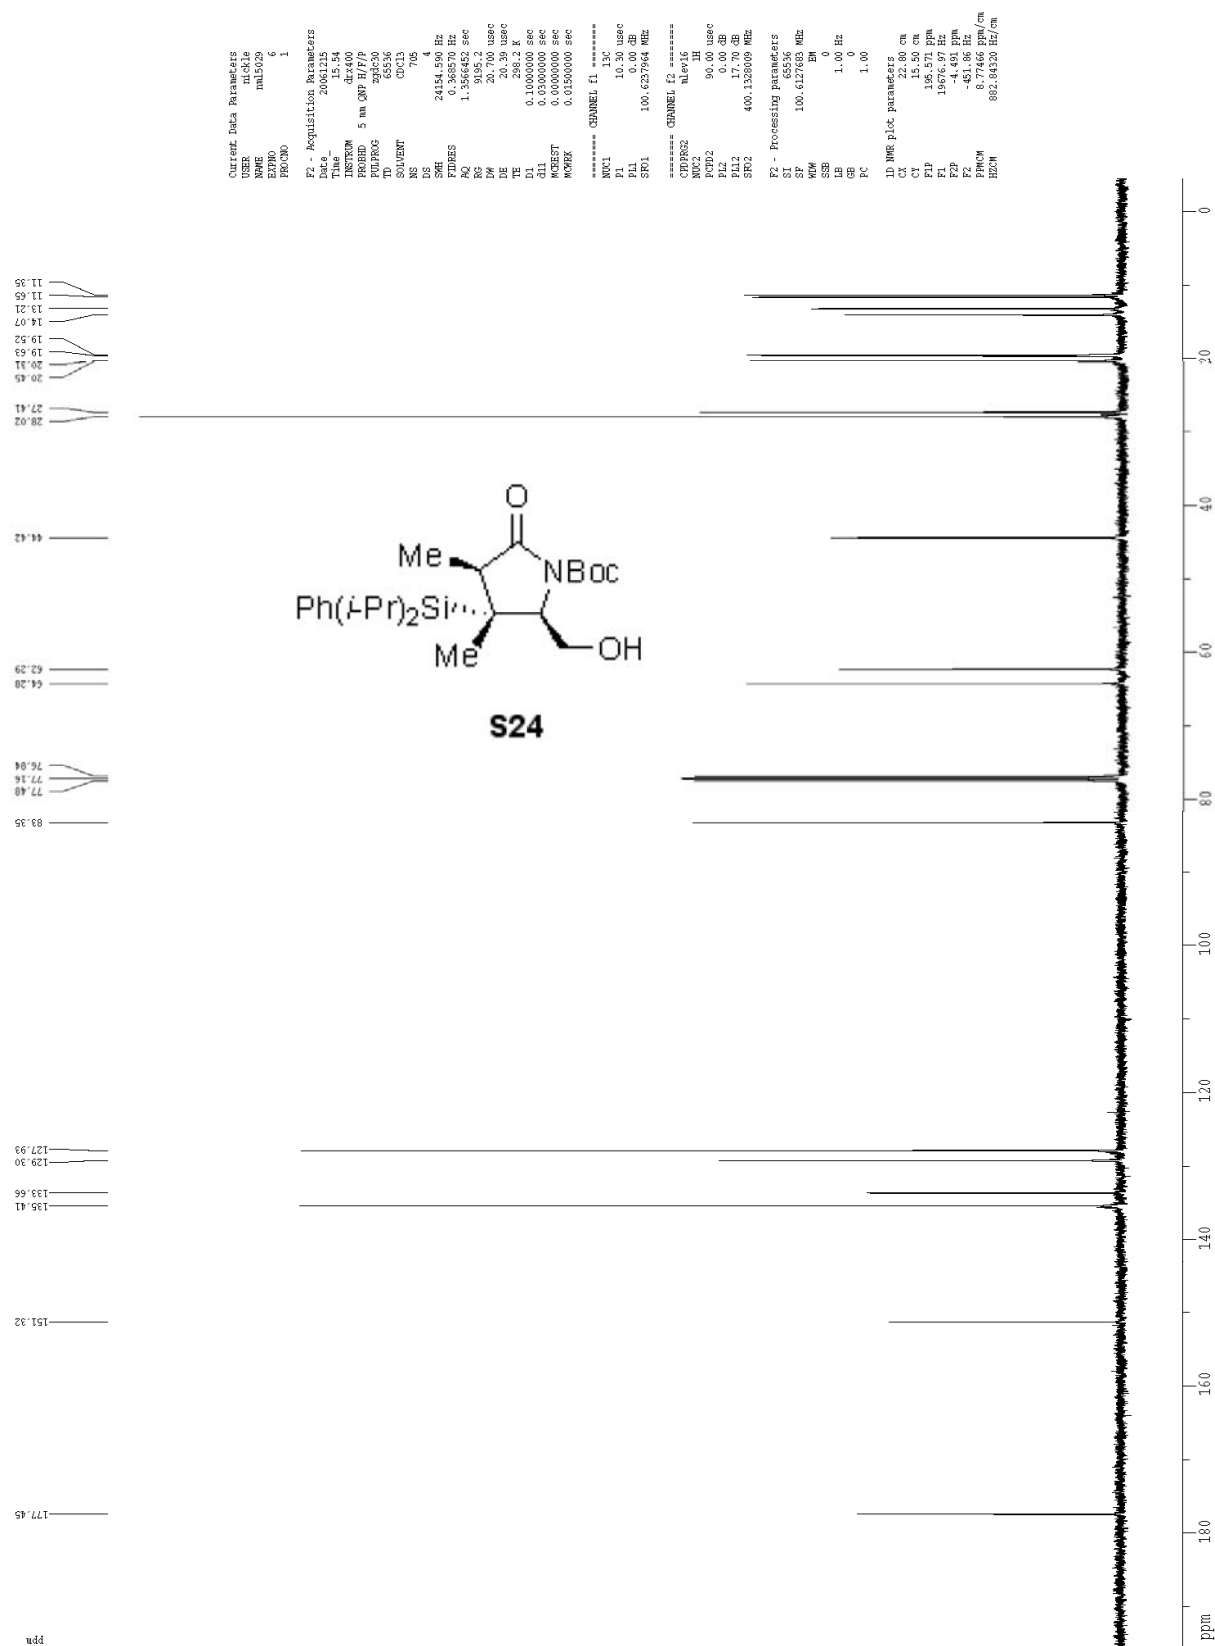 Current Data Parameters
USER nickle
NAME nml5029
EXPNO 6
PROCNO 1
F2 - Acquisition Parameters
Date_ 20061215
Time 15.54
INSTRUM drx400
PROBHD 5 mm QNP H/F/P
PULPROG zgdc30
TD 65536
SOLVENT CDCl3
NS 705
DS 4
SWH 24154.590 Hz
FIDRES 0.368570 Hz
AQ 1.3566452 sec
RG 9195.2
DW 20.700 usec
DE 20.39 usec
TE 298.2 K
D1 0.10000000 sec
d11 0.03000000 sec
MCREST 0.00000000 sec
MCWRK 0.01500000 sec
======== CHANNEL f1 ========
NUC1 13C
P1 10.30 usec
PL1 0.00 dB
SFO1 100.6237964 MHz
======== CHANNEL f2 ========
CPDPRG2 mlev16
NUC2 1H
PCPD2 90.00 usec
PL2 0.00 dB
PL12 17.70 dB
SFO2 400.1328009 MHz
F2 - Processing parameters
SI 65536
SF 100.6127683 MHz
WDW EM
SSB 0
LB 1.00 Hz
GB 0
PC 1.00
1D NMR plot parameters
CX 22.80 cm
CY 15.50 cm
F1P 195.571 ppm
F1 19676.97 Hz
F2P -4.491 ppm
F2 -451.86 Hz
PPMCM 8.77466 ppm/cm
HZCM 882.84320 Hz/cm
11.35
11.65
13.21
14.07
19.52
19.63
20.31
20.45
27.41
28.02
44.42
62.29
64.28
76.84
77.16
77.48
83.35
127.93
129.30
133.66
135.41
151.32
177.45
ppm
O
Me
NBoc
Ph(i-Pr)2Si
Me
OH
S24
0
20
40
60
80
100
120
140
160
180
ppm